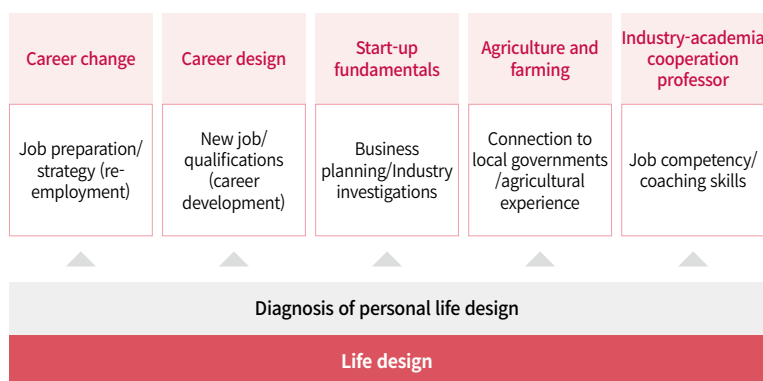 Career change
Job preparation/
strategy (re-
employment)
Career design
New job/
qualifications
(career
development)
Start-up
fundamentals
Business
planning/Industry
investigations
Agriculture and
farming
Connection to
local governments
/agricultural
experience
Industry-academia
cooperation
professor
Job competency/
coaching skills
Diagnosis of personal life design
Life design